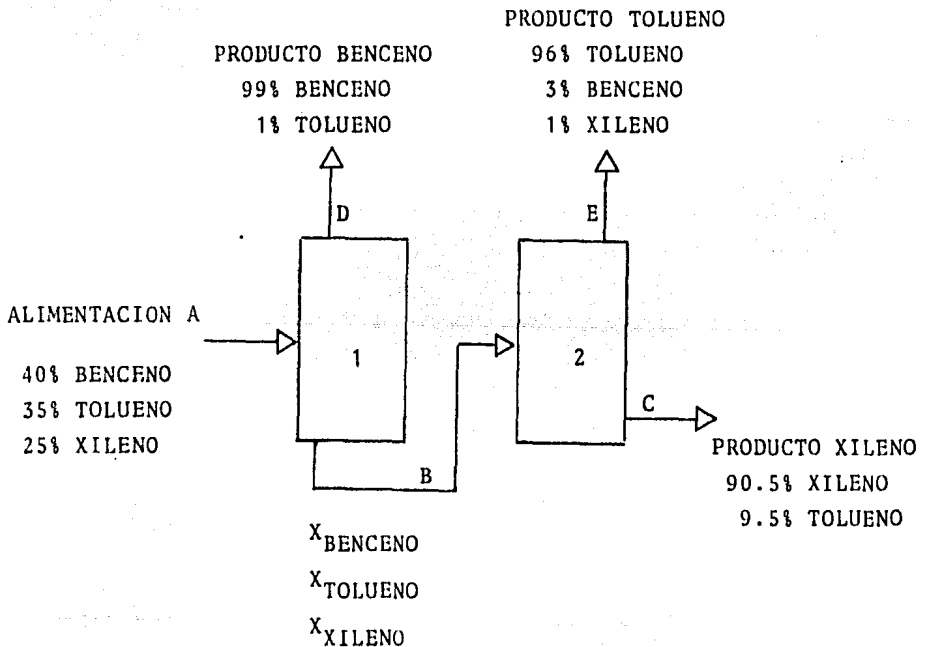 PRODUCTO TOLUENO
96% TOLUENO
3% BENCENO
1% XILENO
PRODUCTO BENCENO
99% BENCENO
1% TOLUENO
D
E
ALIMENTACION A
40% BENCENO
35% TOLUENO
25% XILENO
1
2
C
PRODUCTO XILENO
90.5% XILENO
9.5% TOLUENO
B
XBENCENO
XTOLUENO
XXILENO